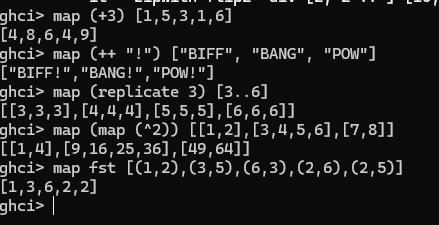 ghci> map (+3) [1,5,3,1,6]
[4,8,6,4,9]
ghci> map (++ "!") ["BIFF", "BANG", "POW"]
["BIFF!","BANG!","POW!"]
ghci> map (replicate 3) [3..6]
[[3,3,3],[4,4,4],[5,5,5],[6,6,6]]
ghci> map (map (^2)) [[1,2],[3,4,5,6],[7,8]]
[[1,4],[9,16,25,36],[49,64]]
ghci> map fst [(1,2),(3,5),(6,3),(2,6),(2,5)]
[1,3,6,2,2]
ghci>